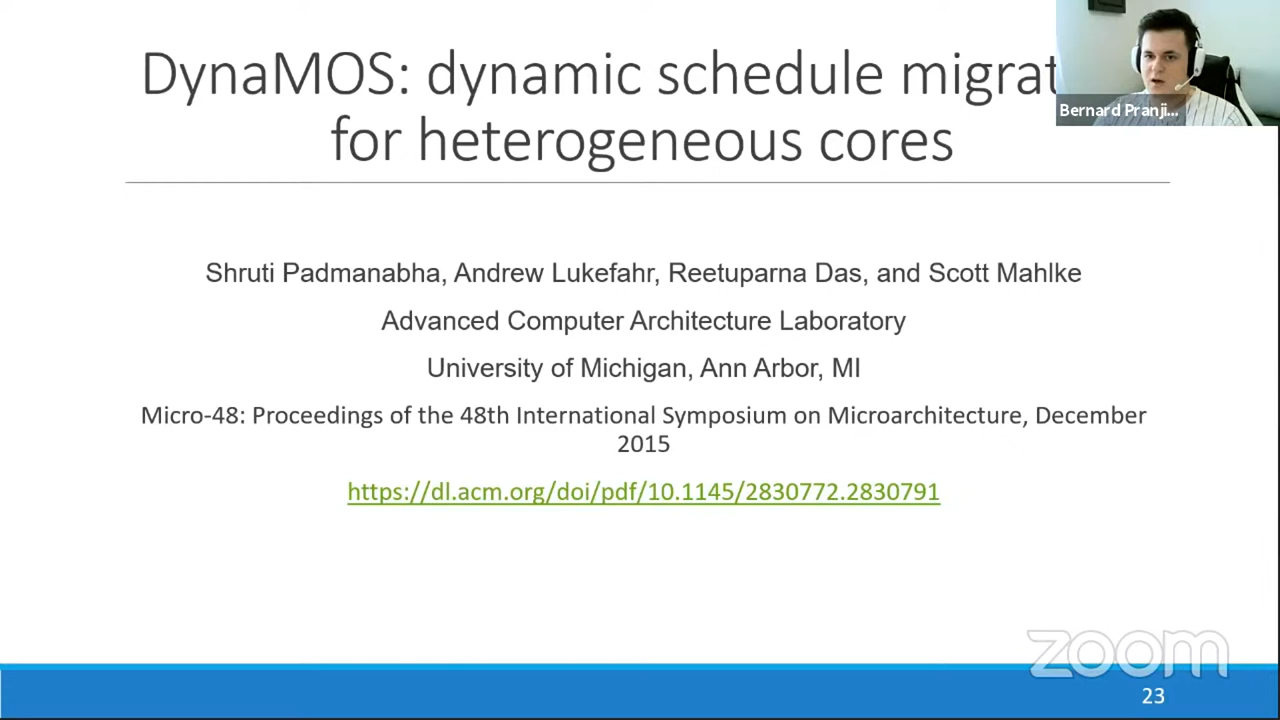 DynaMOS: dynamic schedule migrat
for heterogeneous cores
Bernard Pranji...
Shruti Padmanabha, Andrew Lukefahr, Reetuparna Das, and Scott Mahlke
Advanced Computer Architecture Laboratory
University of Michigan, Ann Arbor, MI
Micro-48: Proceedings of the 48th International Symposium on Microarchitecture, December
2015
https://dl.acm.org/doi/pdf/10.1145/2830772.2830791
zoom
23